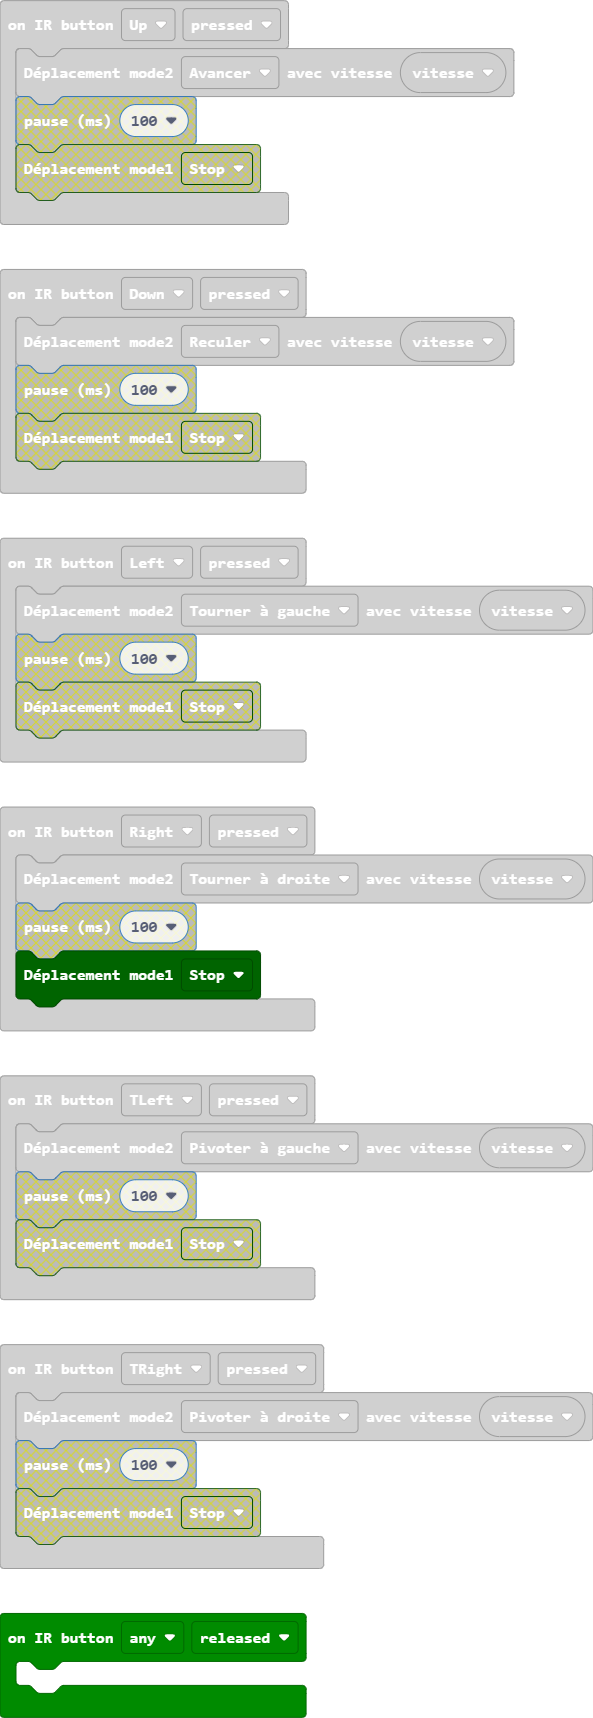 on IR button Up pressed
Déplacement mode2 Avancer avec vitesse vitesse
pause (ms) 100
Déplacement mode1 Stop
on IR button Down pressed
Déplacement mode2 Reculer avec vitesse vitesse
pause (ms) 100
Déplacement mode1 Stop
on IR button Left pressed
Déplacement mode2 Tourner à gauche avec vitesse vitesse
pause (ms) 100
Déplacement mode1 Stop
on IR button Right pressed
Déplacement mode2 Tourner à droite avec vitesse vitesse
pause (ms) 100
Déplacement mode1 Stop
on IR button TLeft pressed
Déplacement mode2 Pivoter à gauche avec vitesse vitesse
pause (ms) 100
Déplacement mode1 Stop
on IR button TRight pressed
Déplacement mode2 Pivoter à droite avec vitesse vitesse
pause (ms) 100
Déplacement mode1 Stop
on IR button any released